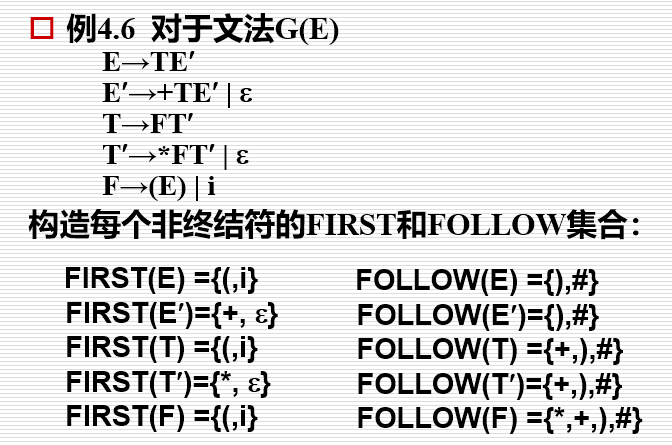 例4.6 对于文法G(E)
E→TE′
E′→+TE′ | ε
T→FT′
T′→*FT′ | ε
F→(E) | i
构造每个非终结符的FIRST和FOLLOW集合：
FIRST(E) ={(,i}
FIRST(E′)={+, ε}
FIRST(T) ={(,i}
FIRST(T′)={*, ε}
FIRST(F) ={(,i}
FOLLOW(E) ={),#}
FOLLOW(E′)={),#}
FOLLOW(T) ={+,),#}
FOLLOW(T′)={+,),#}
FOLLOW(F) ={*,+,),#}